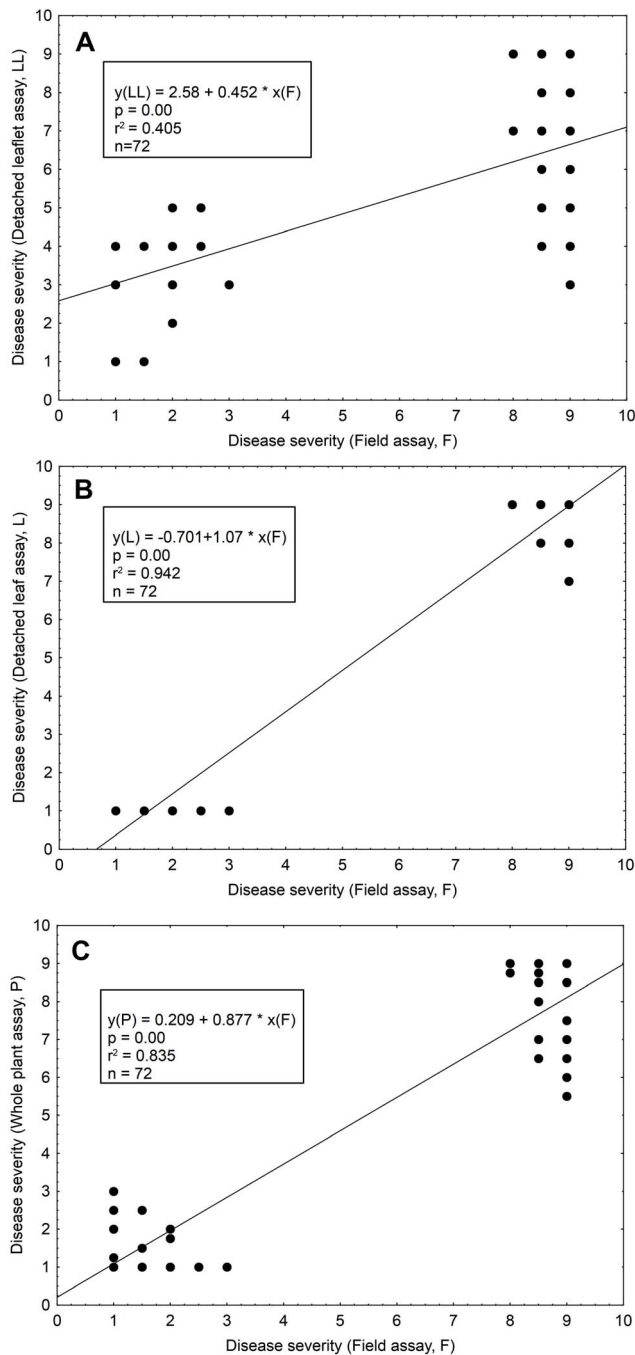 A
y(LL) = 2.58 + 0.452 * x(F)
p = 0.00
r² = 0.405
n=72
Disease severity (Detached leaflet assay, LL)
10
9
8
7
6
5
4
3
2
1
0
0 1 2 3 4 5 6 7 8 9 10
Disease severity (Field assay, F)
B
y(L) = -0.701+1.07 * x(F)
p = 0.00
r² = 0.942
n = 72
Disease severity (Detached leaf assay, L)
10
9
8
7
6
5
4
3
2
1
0
0 1 2 3 4 5 6 7 8 9 10
Disease severity (Field assay, F)
C
y(P) = 0.209 + 0.877 * x(F)
p = 0.00
r² = 0.835
n = 72
Disease severity (Whole plant assay, P)
10
9
8
7
6
5
4
3
2
1
0
0 1 2 3 4 5 6 7 8 9 10
Disease severity (Field assay, F)